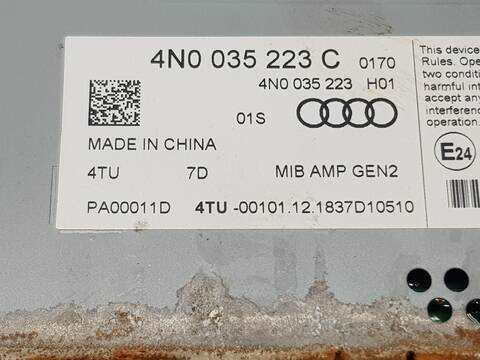 4N0 035 223 C 0170
4N0 035 223 H01
01S
MADE IN CHINA
4TU 7D MIB AMP GEN2
PA00011D 4TU -00101.12.1837D10510
This device
Rules. Ope
two conditi
harmful int
accept any
interference
operation.
E24